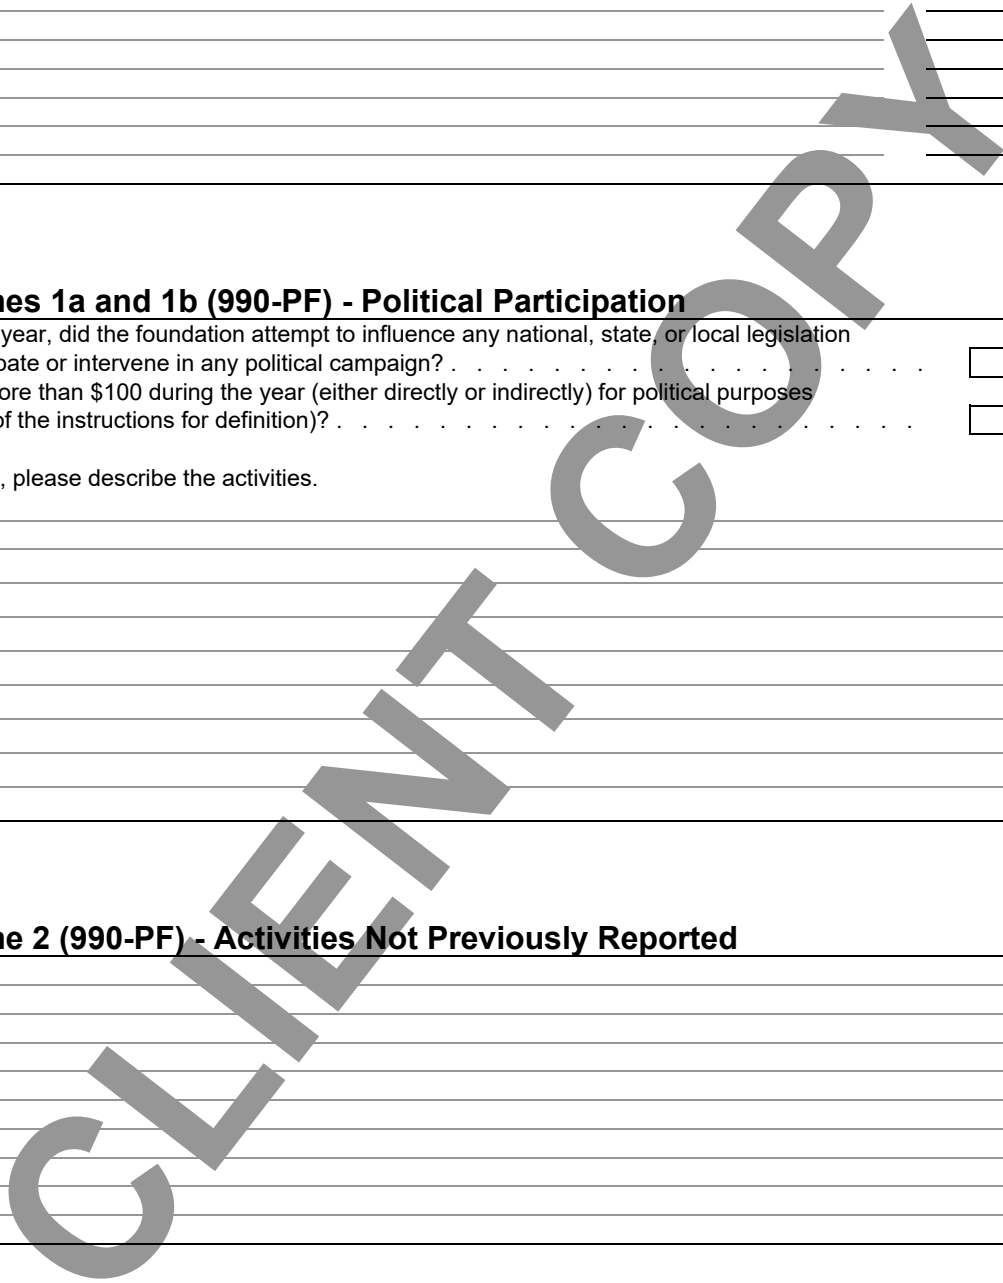 nes 1a and 1b (990-PF) - Political Participation
year, did the foundation attempt to influence any national, state, or local legislation
pate or intervene in any political campaign? . . . . . . . . . . . . . . . . . . .
ore than $100 during the year (either directly or indirectly) for political purposes
of the instructions for definition)? . . . . . . . . . . . . . . . . . . . . . . .
, please describe the activities.
ne 2 (990-PF) - Activities Not Previously Reported
CLIENT COPY